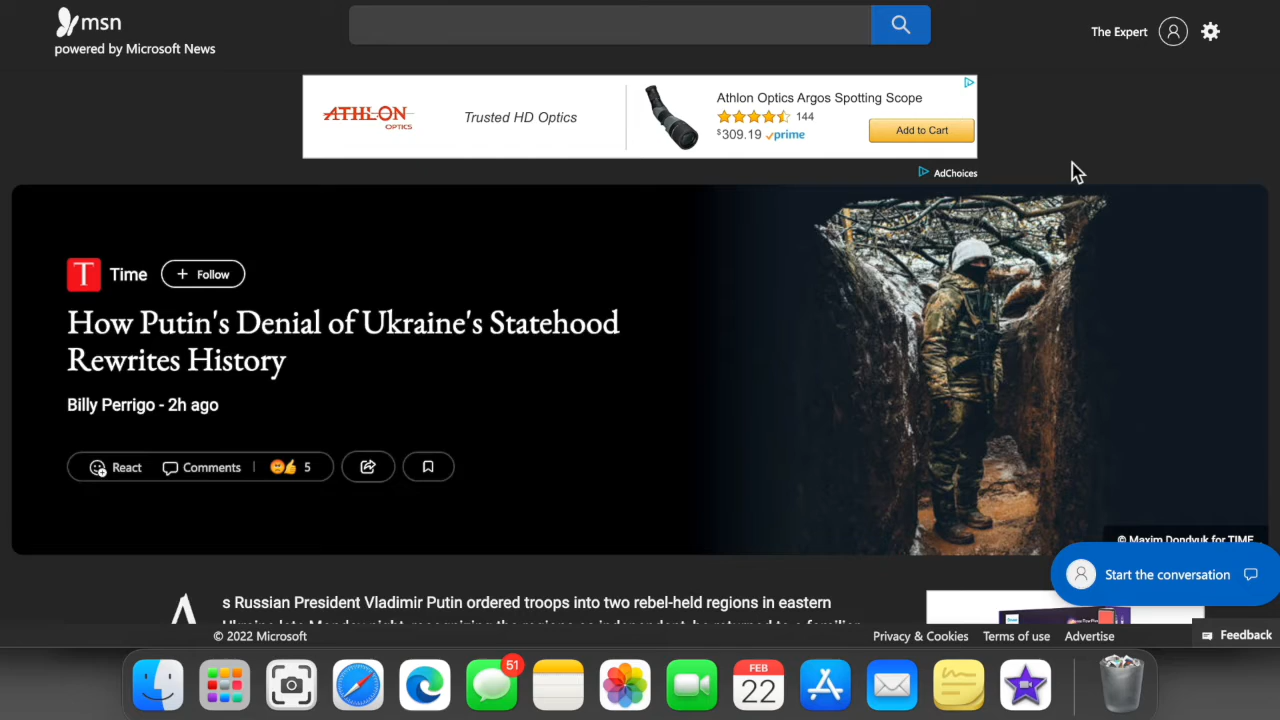 msn
powered by Microsoft News
The Expert
ATHLON
OPTICS
Trusted HD Optics
Athlon Optics Argos Spotting Scope
144
$309.19 prime
Add to Cart
AdChoices
T Time + Follow
How Putin's Denial of Ukraine's Statehood
Rewrites History
Billy Perrigo - 2h ago
React Comments 5
© Maxim Dondyuk for TIME
Start the conversation
A
s Russian President Vladimir Putin ordered troops into two rebel-held regions in eastern
© 2022 Microsoft
Privacy & Cookies Terms of use Advertise Feedback
51
FEB
22